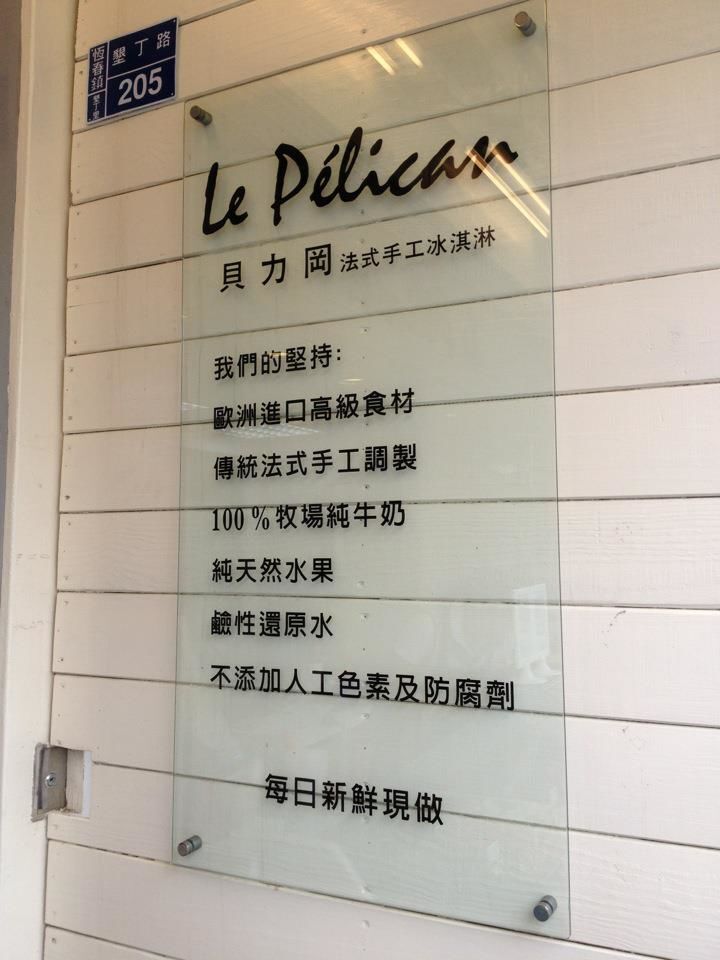 恆春鎮
墾丁里
墾丁路
205
Le Pélican
貝力岡 法式手工冰淇淋
我們的堅持:
歐洲進口高級食材
傳統法式手工調製
100%牧場純牛奶
純天然水果
鹼性還原水
不添加人工色素及防腐劑
每日新鮮現做